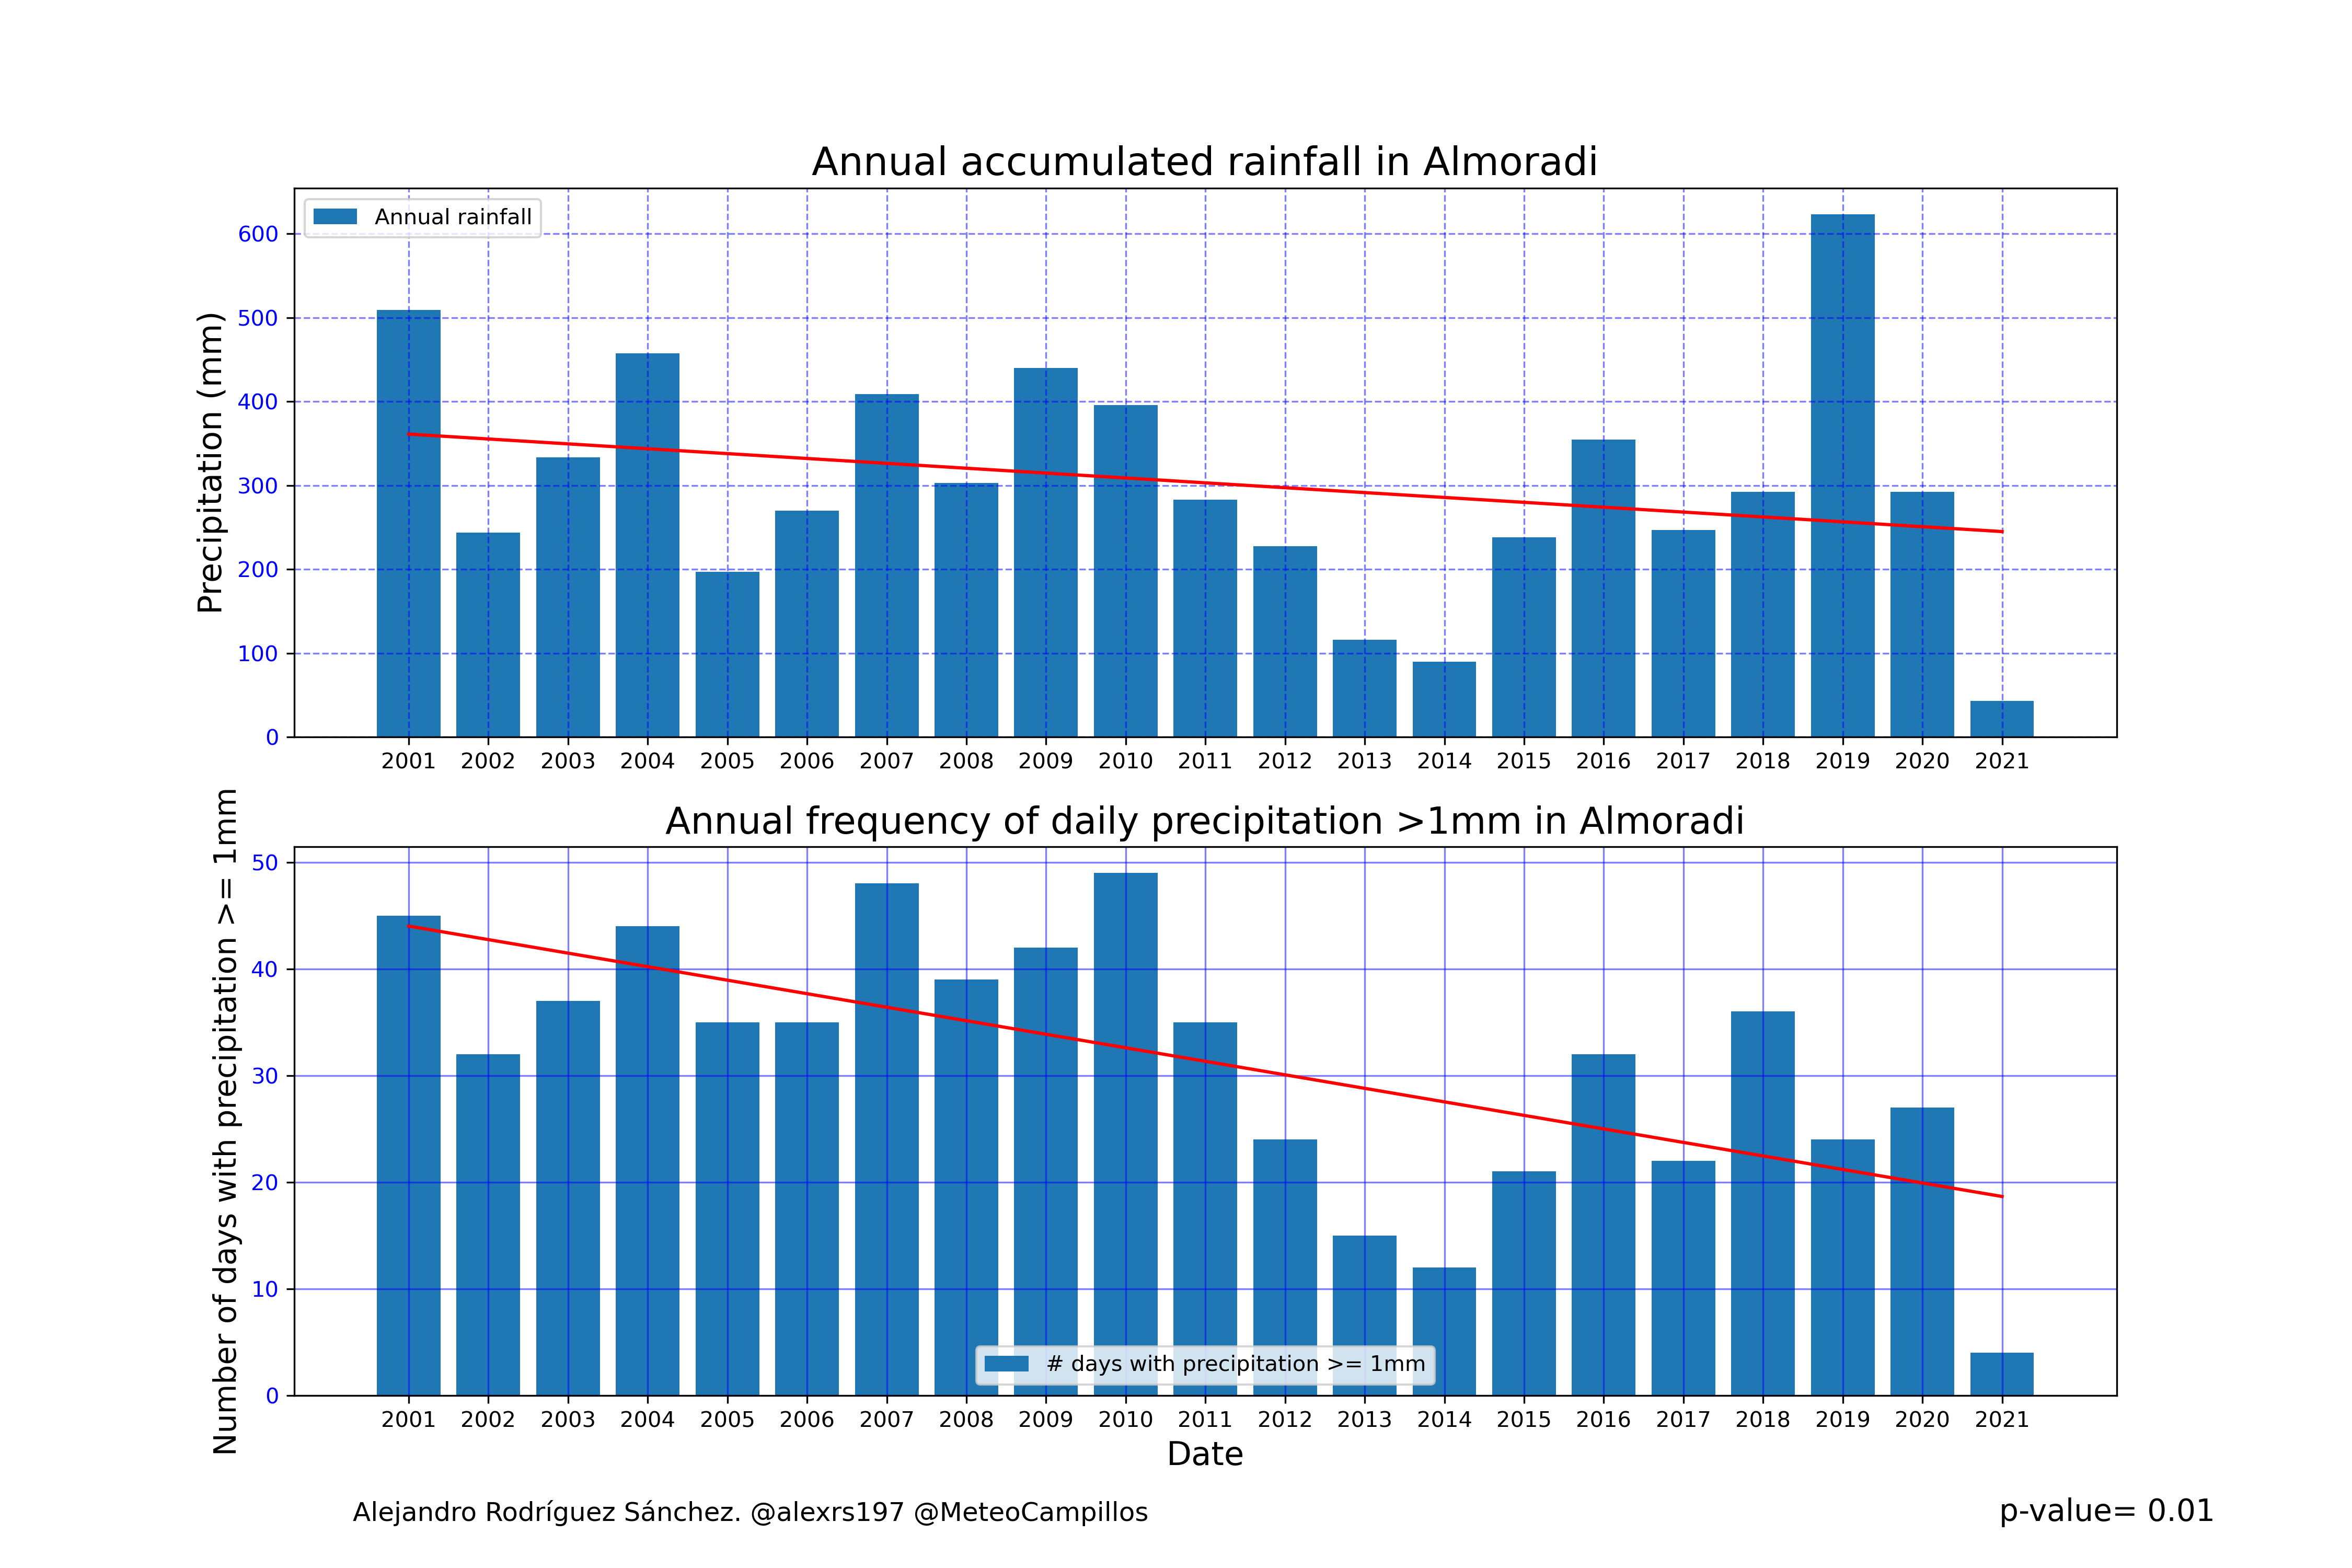 Annual accumulated rainfall in Almoradi
Annual rainfall
Precipitation (mm)
600
500
400
300
200
100
0
2001 2002 2003 2004 2005 2006 2007 2008 2009 2010 2011 2012 2013 2014 2015 2016 2017 2018 2019 2020 2021
Annual frequency of daily precipitation >1mm in Almoradi
Number of days with precipitation >= 1mm
50
40
30
20
10
0
# days with precipitation >= 1mm
2001 2002 2003 2004 2005 2006 2007 2008 2009 2010 2011 2012 2013 2014 2015 2016 2017 2018 2019 2020 2021
Date
Alejandro Rodríguez Sánchez. @alexrs197 @MeteoCampillos
p-value= 0.01